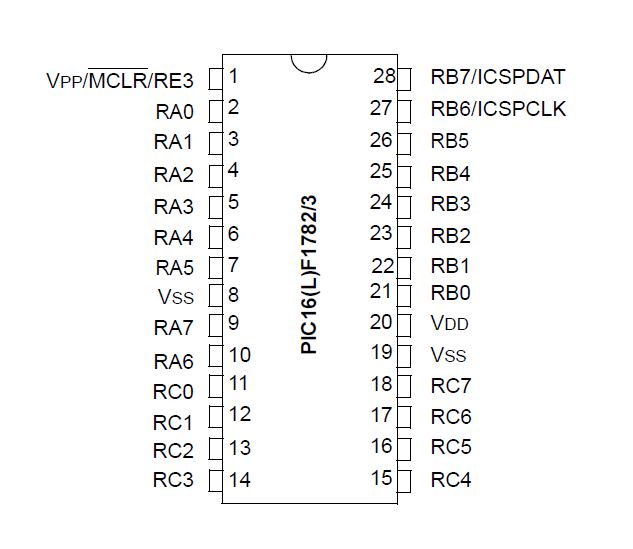 VPP/MCLR/RE3 1 28 RB7/ICSPDAT
RA0 2 27 RB6/ICSPCLK
RA1 3 26 RB5
RA2 4 25 RB4
RA3 5 24 RB3
RA4 6 23 RB2
RA5 7 22 RB1
VSS 8 21 RB0
RA7 9 20 VDD
RA6 10 19 VSS
RC0 11 18 RC7
RC1 12 17 RC6
RC2 13 16 RC5
RC3 14 15 RC4
PIC16(L)F1782/3